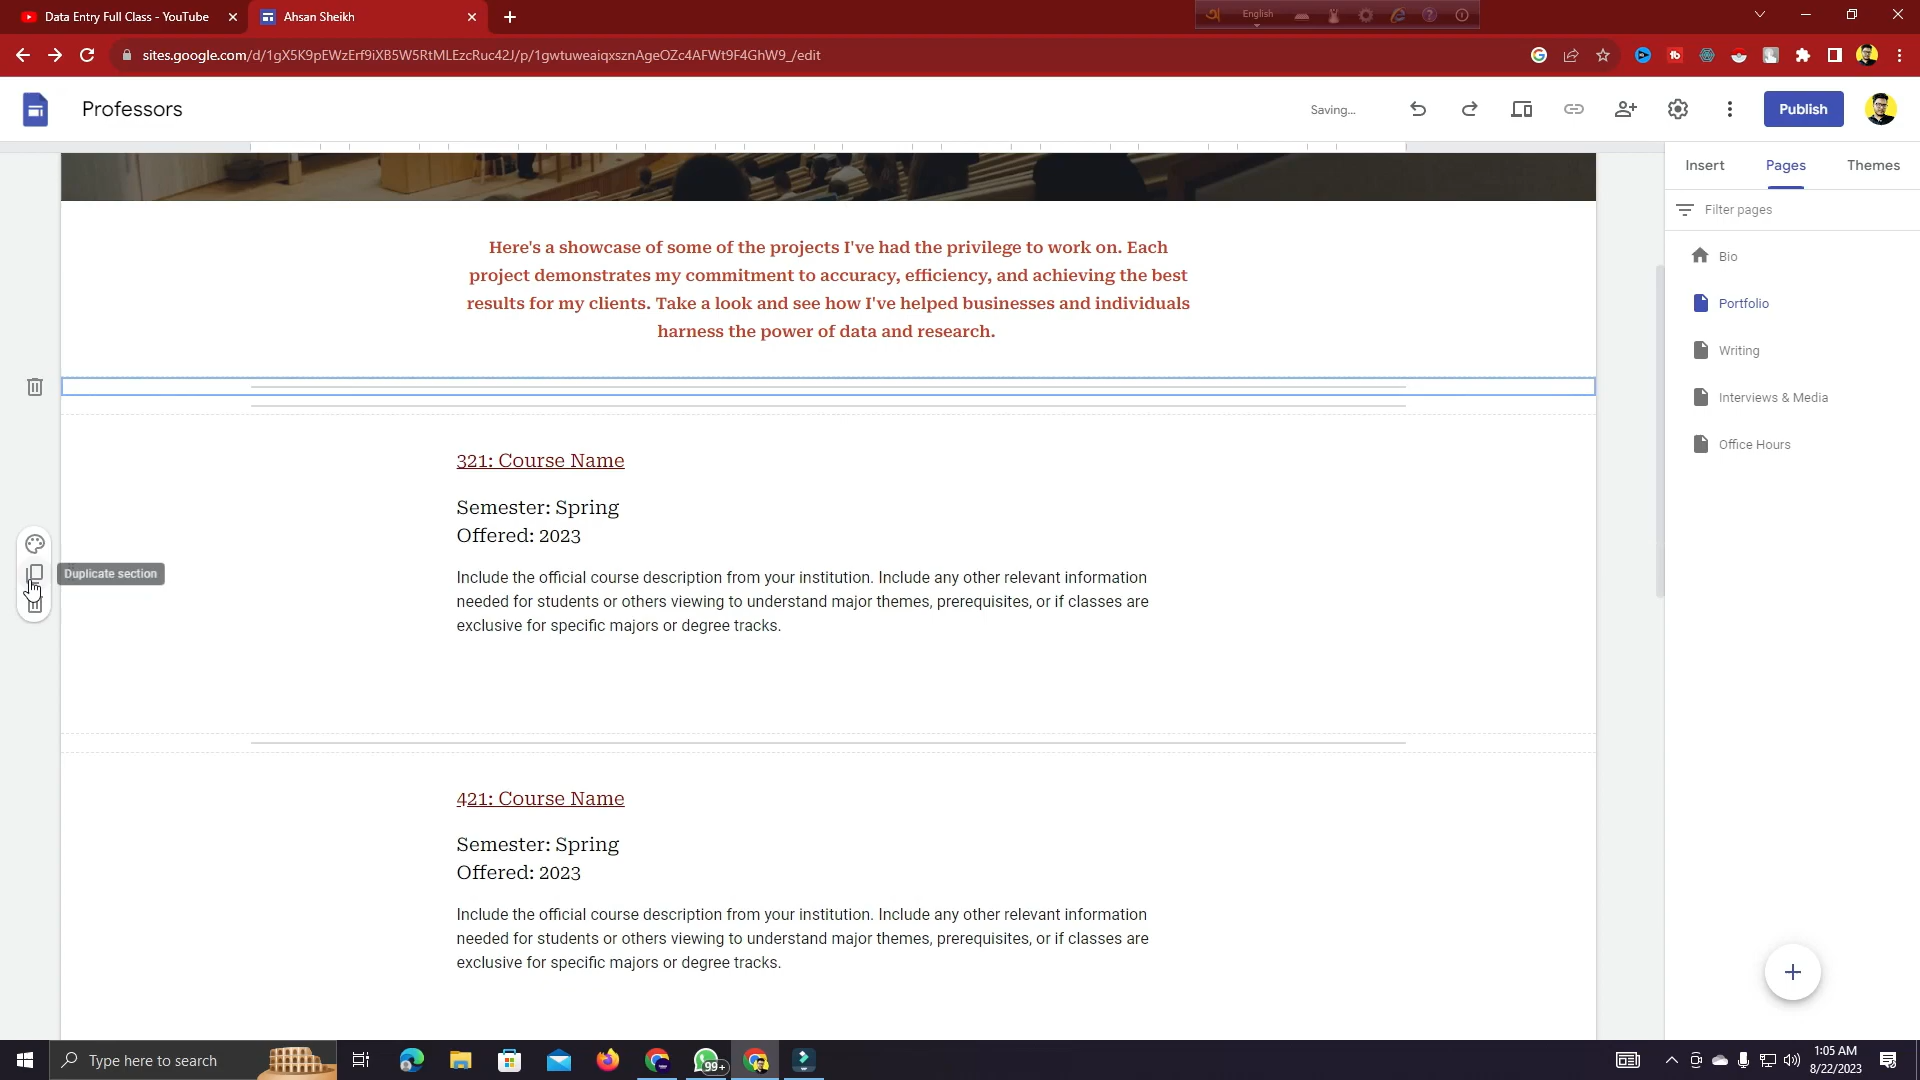 Data Entry Full Class - YouTube
Ahsan Sheikh
English
sites.google.com/d/1gX5K9pEWzErf9iXB5W5RtMLEzcRuc42J/p/1gwtuweaiqxsznAgeOZc4AFWt9F4GhW9_/edit
Professors
Saving...
Publish
Insert
Pages
Themes
Filter pages
Bio
Portfolio
Writing
Interviews & Media
Office Hours
Here's a showcase of some of the projects I've had the privilege to work on. Each
project demonstrates my commitment to accuracy, efficiency, and achieving the best
results for my clients. Take a look and see how I've helped businesses and individuals
harness the power of data and research.
321: Course Name
Semester: Spring
Offered: 2023
Duplicate section
Include the official course description from your institution. Include any other relevant information
needed for students or others viewing to understand major themes, prerequisites, or if classes are
exclusive for specific majors or degree tracks.
421: Course Name
Semester: Spring
Offered: 2023
Include the official course description from your institution. Include any other relevant information
needed for students or others viewing to understand major themes, prerequisites, or if classes are
exclusive for specific majors or degree tracks.
Type here to search
99+
1:05 AM
8/22/2023